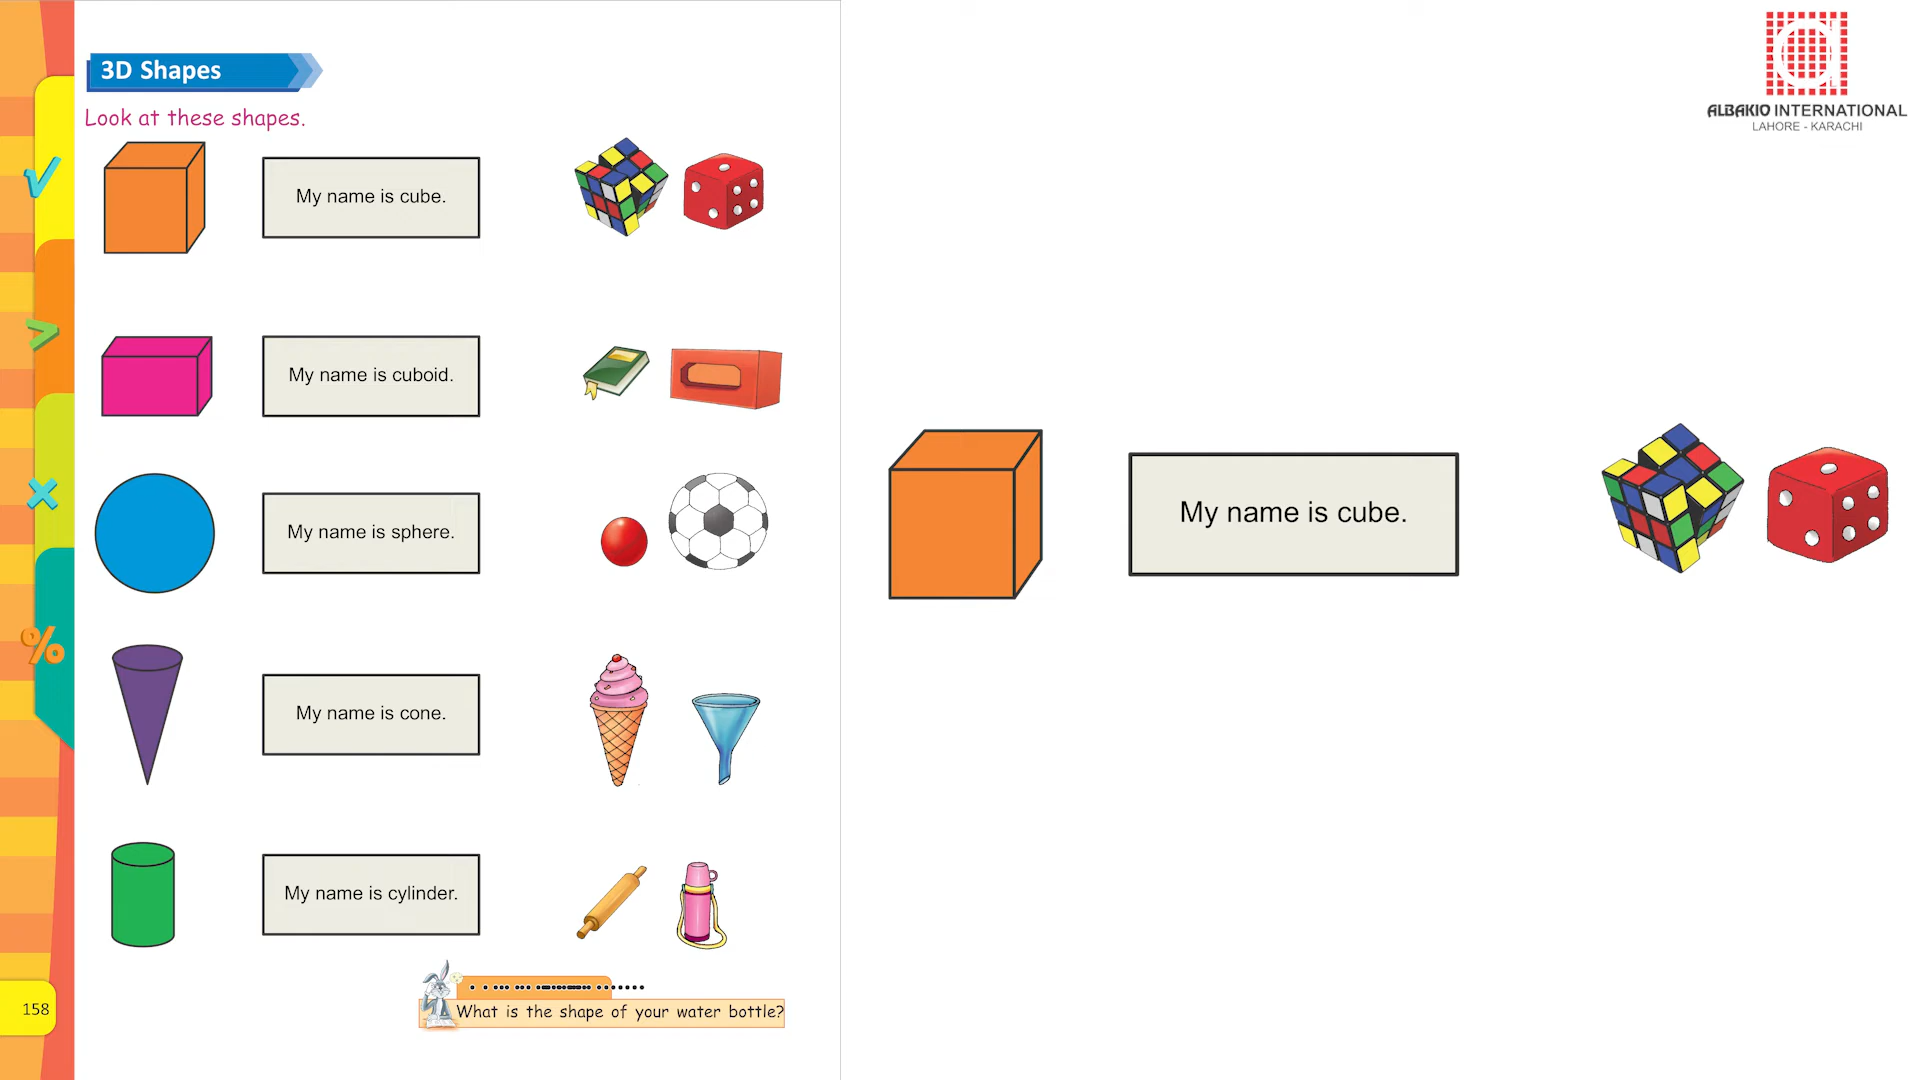 3D Shapes
Look at these shapes.
My name is cube.
My name is cuboid.
My name is sphere.
My name is cone.
My name is cylinder.
What is the shape of your water bottle?
158
My name is cube.
ALBAKIO INTERNATIONAL
LAHORE - KARACHI